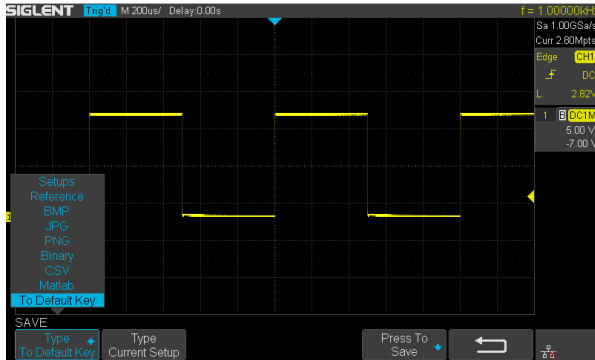 SIGLENT Trig'd M 200us/ Delay:0.00s f = 1.00000kHz
Sa 1.00GSa/s
Curr 2.80Mpts
Edge CH1
DC
L 2.82V
1 B DC1M
5.00 V
-7.00 V
Setups
Reference
BMP
JPG
PNG
Binary
CSV
Matlab
To Default Key
SAVE
Type
To Default Key
Type
Current Setup
Press To
Save